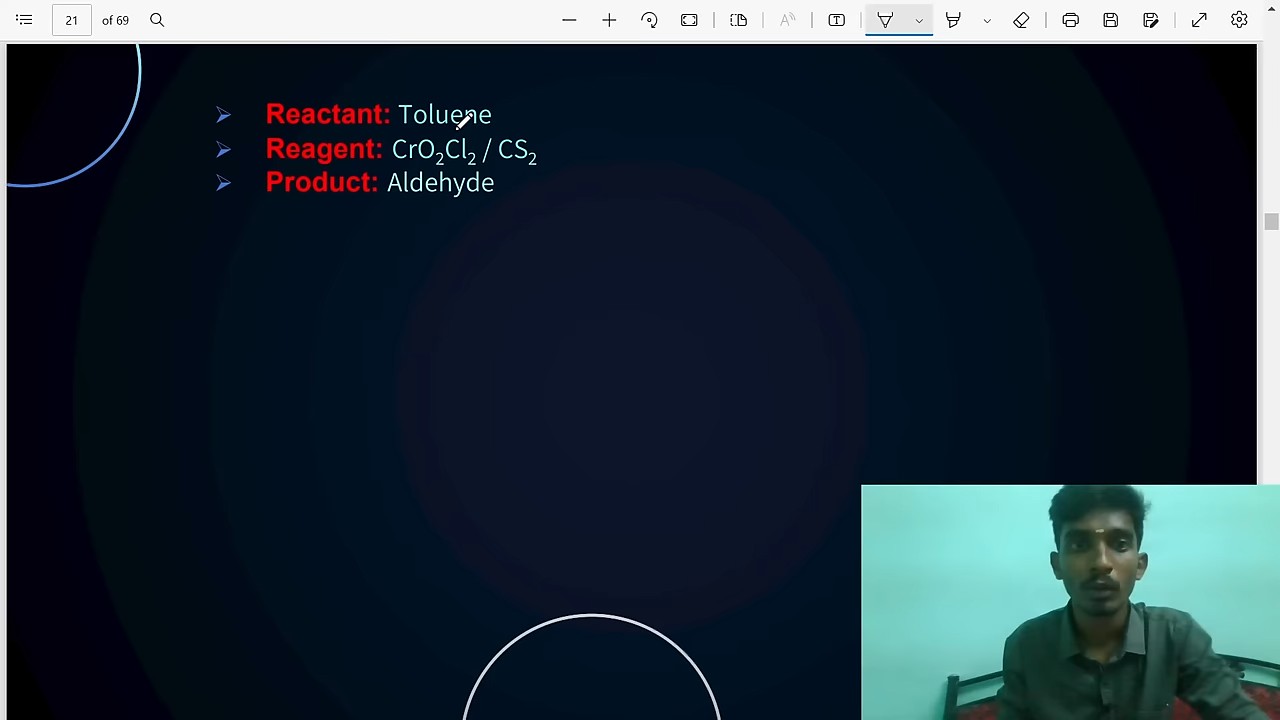 21 of 69
Reactant: Toluene
Reagent: CrO₂Cl₂ / CS₂
Product: Aldehyde